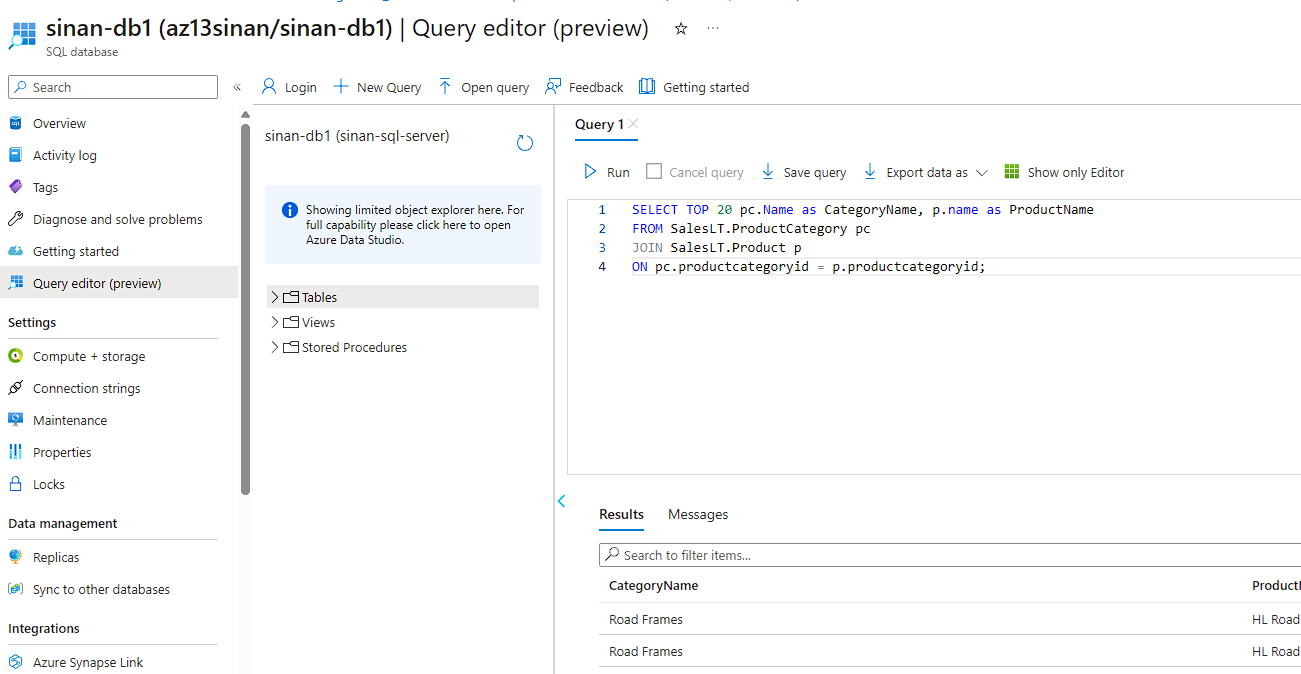 sinan-db1 (az13sinan/sinan-db1) | Query editor (preview)
SQL database
Search
Login
New Query
Open query
Feedback
Getting started
Overview
Activity log
Tags
Diagnose and solve problems
Getting started
Query editor (preview)
Settings
Compute + storage
Connection strings
Maintenance
Properties
Locks
Data management
Replicas
Sync to other databases
Integrations
Azure Synapse Link
sinan-db1 (sinan-sql-server)
Showing limited object explorer here. For
full capability please click here to open
Azure Data Studio.
Tables
Views
Stored Procedures
Query 1
Run
Cancel query
Save query
Export data as
Show only Editor
1 SELECT TOP 20 pc.Name as CategoryName, p.name as ProductName
2 FROM SalesLT.ProductCategory pc
3 JOIN SalesLT.Product p
4 ON pc.productcategoryid = p.productcategoryid;
Results
Messages
Search to filter items...
CategoryName
Road Frames HL Road
Road Frames HL Road